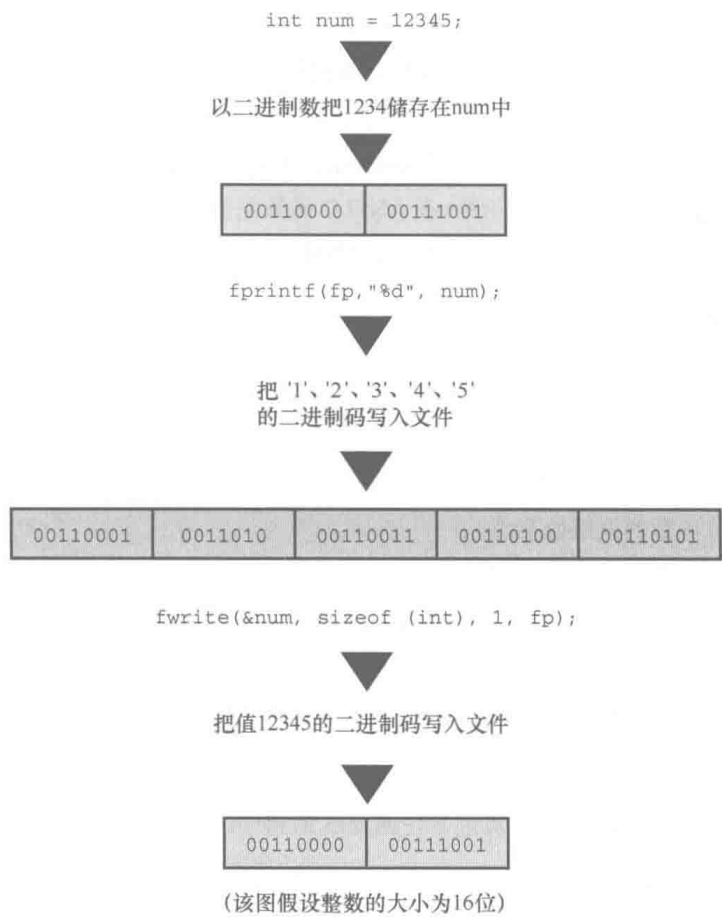 int num = 12345;
以二进制数把1234储存在num中
00110000 00111001
fprintf(fp,"%d", num);
把 '1'、'2'、'3'、'4'、'5'
的二进制码写入文件
00110001 0011010 00110011 00110100 00110101
fwrite(&num, sizeof (int), 1, fp);
把值12345的二进制码写入文件
00110000 00111001
(该图假设整数的大小为16位)